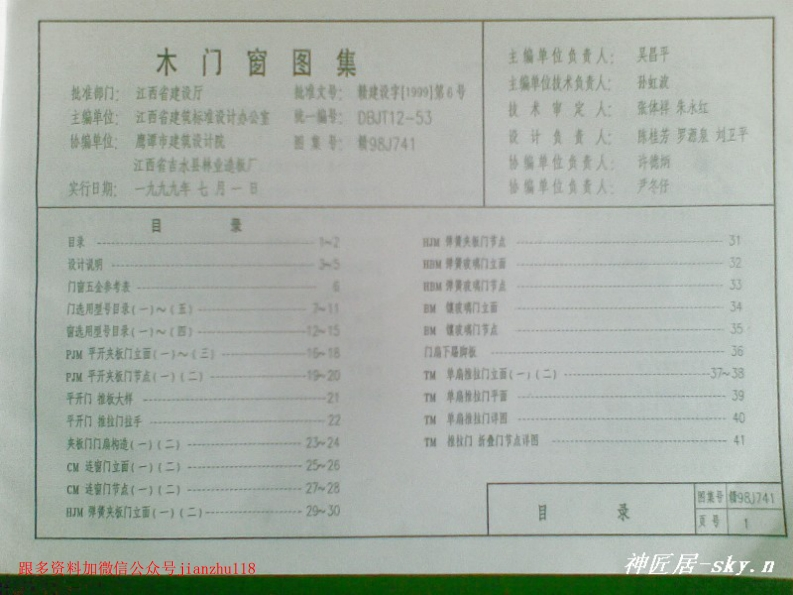 木门窗图集
批准部门: 江西省建设厅 批准文号: 赣建设字[1999]第6号
主编单位: 江西省建筑标准设计办公室 统一编号: DBJT12-53
协编单位: 鹰潭市建筑设计院 图集号: 赣98J741
江西省吉水县林业造板厂
实行日期: 一九九九年七月一日
主编单位负责人: 吴昌平
主编单位技术负责人: 孙虹波
技术审定人: 张体祥 朱永红
设计负责人: 陈桂芳 罗源泉 刘卫平
协编单位负责人: 许德炳
协编单位负责人: 尹冬仔
目录
目录 1~2
设计说明 3~5
门窗五金参考表 6
门选用型号目录(一)~(五) 7~11
窗选用型号目录(一)~(四) 12~15
PJM 平开夹板门立面(一)~(三) 16~18
PJM 平开夹板门节点(一)(二) 19~20
平开门 推板大样 21
平开门 推拉门拉手 22
夹板门门扇构造(一)(二) 23~24
CM 连窗门立面(一)(二) 25~26
CM 连窗门节点(一)(二) 27~28
HJM 弹簧夹板门立面(一)(二) 29~30
HJM 弹簧夹板门节点 31
HBM 弹簧玻璃门立面 32
HBM 弹簧玻璃门节点 33
BM 镶玻璃门立面 34
BM 镶玻璃门节点 35
门扇下踢脚板 36
TM 单扇推拉门立面(一)(二) 37~38
TM 单扇推拉门平面 39
TM 单扇推拉门详图 40
TM 推拉门 折叠门节点详图 41
目录
图集号 赣98J741
页号 1
跟多资料加微信公众号jianzhu118
神匠居-sky.n